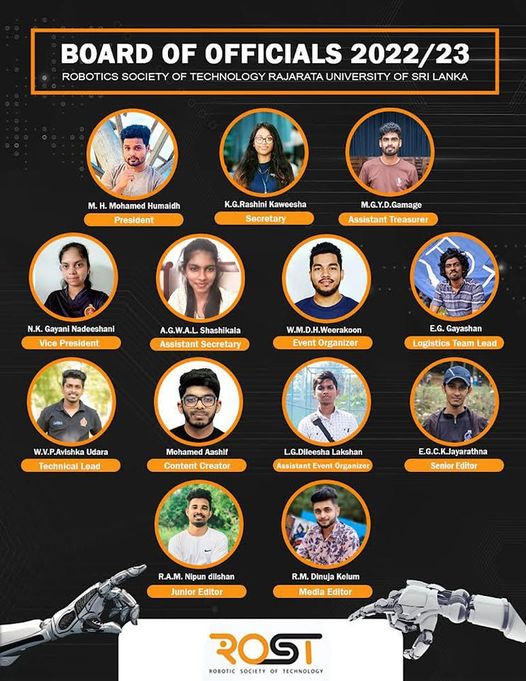 BOARD OF OFFICIALS 2022/23
ROBOTICS SOCIETY OF TECHNOLOGY RAJARATA UNIVERSITY OF SRI LANKA
M. H. Mohamed Humaidh
President
K.G.Rashini Kaweesha
Secretary
M.G.Y.D.Gamage
Assistant Treasurer
N.K. Gayani Nadeeshani
Vice President
A.G.W.A.L. Shashikala
Assistant Secretary
W.M.D.H.Weerakoon
Event Organizer
E.G. Gayashan
Logistics Team Lead
W.V.P.Avishka Udara
Technical Lead
Mohamed Aashif
Content Creator
L.G.Dileesha Lakshan
Assistant Event Organizer
E.G.C.K.Jayarathna
Senior Editor
R.A.M. Nipun dilshan
Junior Editor
R.M. Dinuja Kelum
Media Editor
ROST
ROBOTIC SOCIETY OF TECHNOLOGY